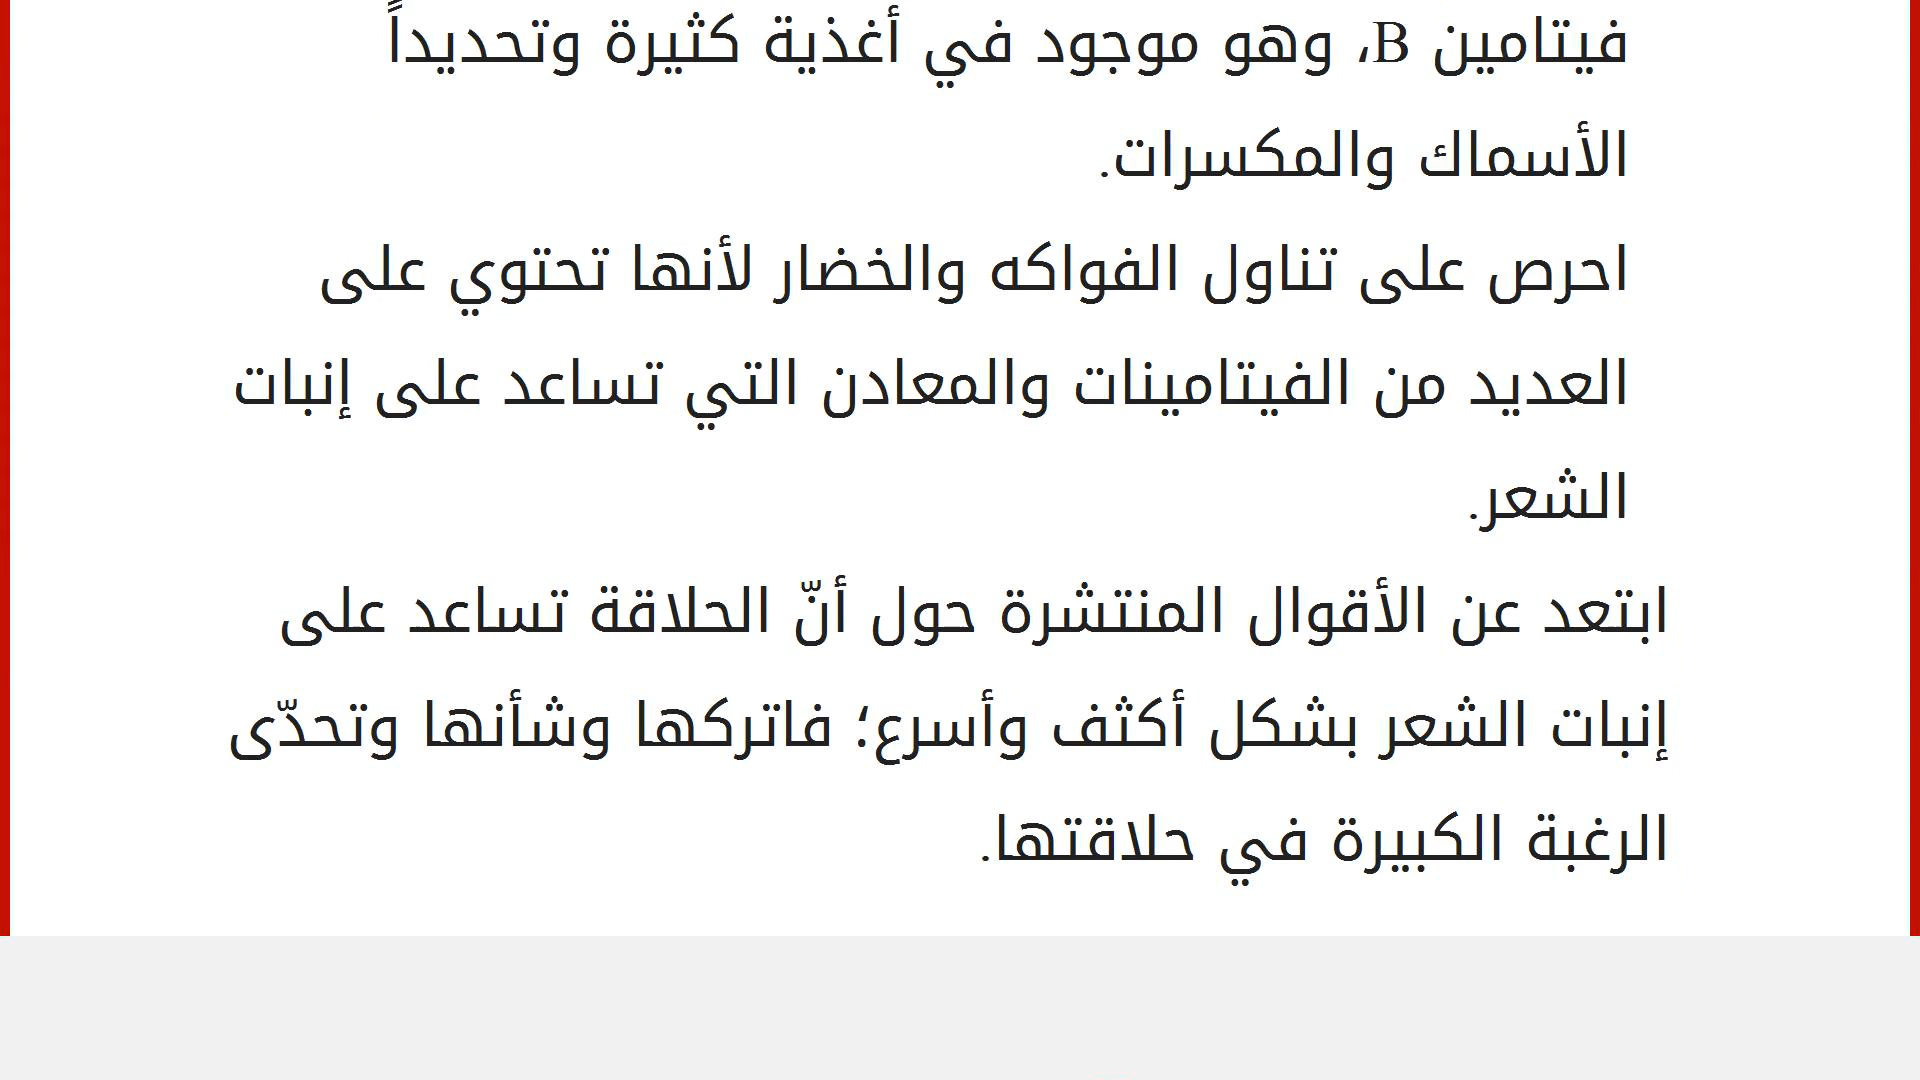 فيتامين B، وهو موجود في أغذية كثيرة وتحديداً
الأسماك والمكسرات.
احرص على تناول الفواكه والخضار لأنها تحتوي على
العديد من الفيتامينات والمعادن التي تساعد على إنبات
الشعر.
ابتعد عن الأقوال المنتشرة حول أنّ الحلاقة تساعد على
إنبات الشعر بشكل أكثف وأسرع؛ فاتركها وشأنها وتحدّى
الرغبة الكبيرة في حلاقتها.